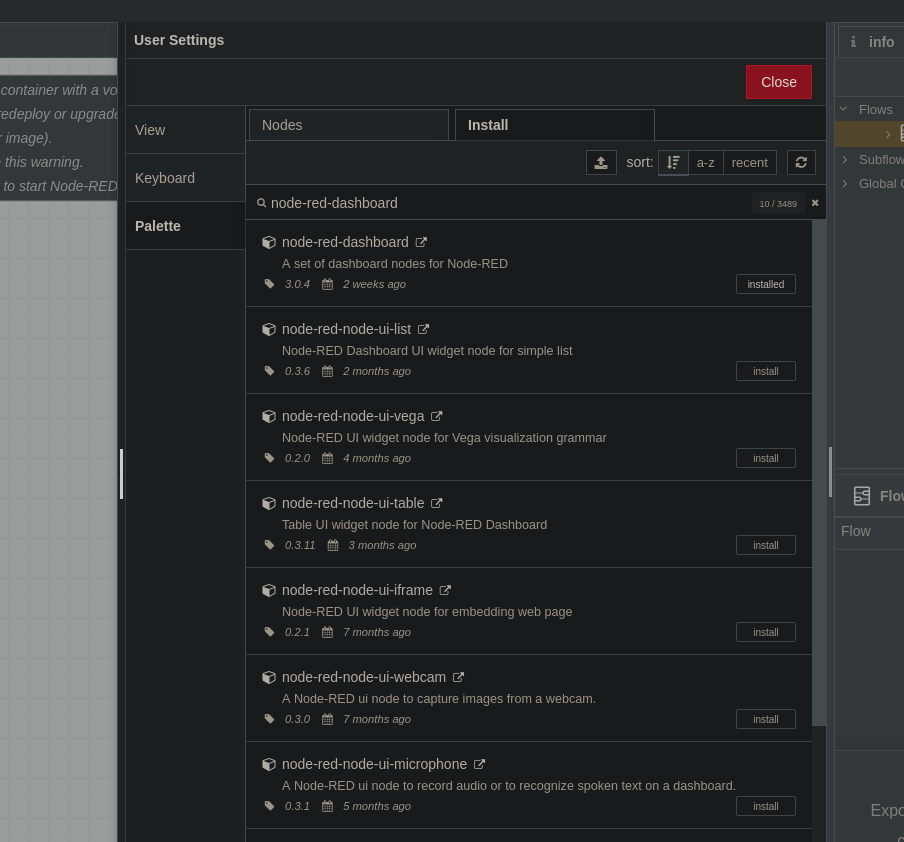 User Settings
Close
container with a vo
redeploy or upgrade
r image).
this warning.
to start Node-RED
View
Keyboard
Palette
Nodes
Install
sort:
a-z
recent
node-red-dashboard
10 / 3489
node-red-dashboard
A set of dashboard nodes for Node-RED
3.0.4
2 weeks ago
installed
node-red-node-ui-list
Node-RED Dashboard UI widget node for simple list
0.3.6
2 months ago
install
node-red-node-ui-vega
Node-RED UI widget node for Vega visualization grammar
0.2.0
4 months ago
install
node-red-node-ui-table
Table UI widget node for Node-RED Dashboard
0.3.11
3 months ago
install
node-red-node-ui-iframe
Node-RED UI widget node for embedding web page
0.2.1
7 months ago
install
node-red-node-ui-webcam
A Node-RED ui node to capture images from a webcam.
0.3.0
7 months ago
install
node-red-node-ui-microphone
A Node-RED ui node to record audio or to recognize spoken text on a dashboard.
0.3.1
5 months ago
install
info
Flows
Subflow
Global C
Flow
Flow
Expo